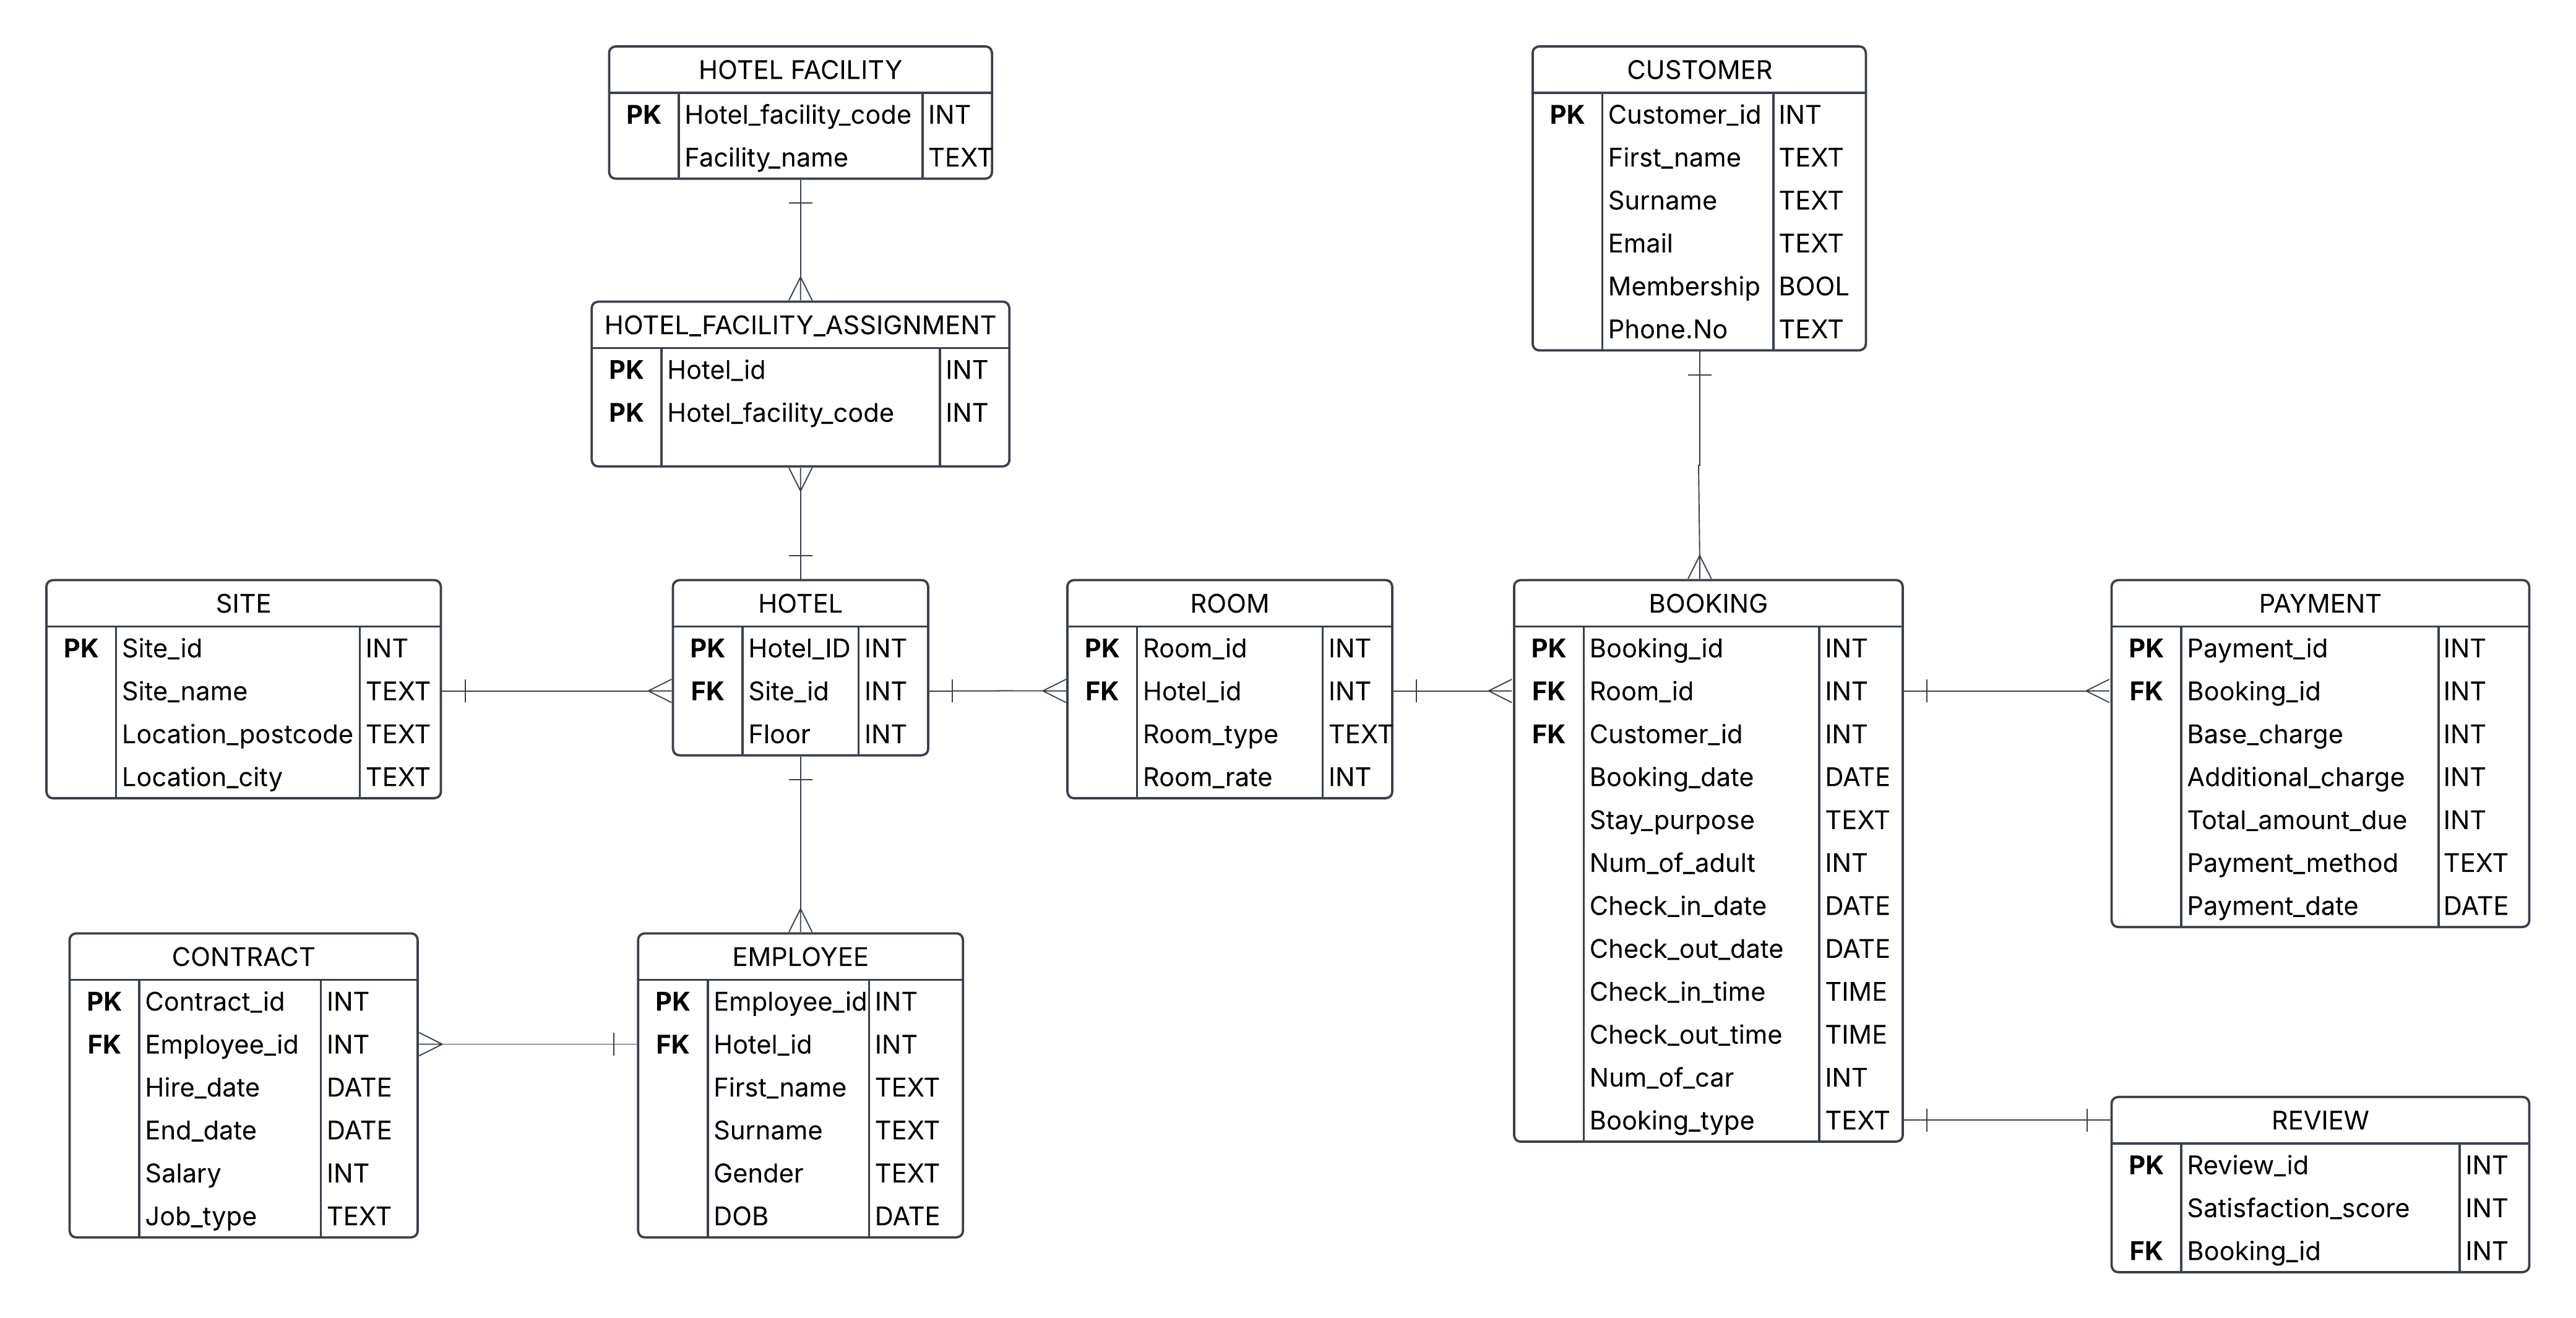 HOTEL FACILITY
PK Hotel_facility_code INT
Facility_name TEXT
CUSTOMER
PK Customer_id INT
First_name TEXT
Surname TEXT
Email TEXT
Membership BOOL
Phone.No TEXT
HOTEL_FACILITY_ASSIGNMENT
PK Hotel_id INT
PK Hotel_facility_code INT
SITE
PK Site_id INT
Site_name TEXT
Location_postcode TEXT
Location_city TEXT
HOTEL
PK Hotel_ID INT
FK Site_id INT
Floor INT
ROOM
PK Room_id INT
FK Hotel_id INT
Room_type TEXT
Room_rate INT
BOOKING
PK Booking_id INT
FK Room_id INT
FK Customer_id INT
Booking_date DATE
Stay_purpose TEXT
Num_of_adult INT
Check_in_date DATE
Check_out_date DATE
Check_in_time TIME
Check_out_time TIME
Num_of_car INT
Booking_type TEXT
PAYMENT
PK Payment_id INT
FK Booking_id INT
Base_charge INT
Additional_charge INT
Total_amount_due INT
Payment_method TEXT
Payment_date DATE
CONTRACT
PK Contract_id INT
FK Employee_id INT
Hire_date DATE
End_date DATE
Salary INT
Job_type TEXT
EMPLOYEE
PK Employee_id INT
FK Hotel_id INT
First_name TEXT
Surname TEXT
Gender TEXT
DOB DATE
REVIEW
PK Review_id INT
Satisfaction_score INT
FK Booking_id INT